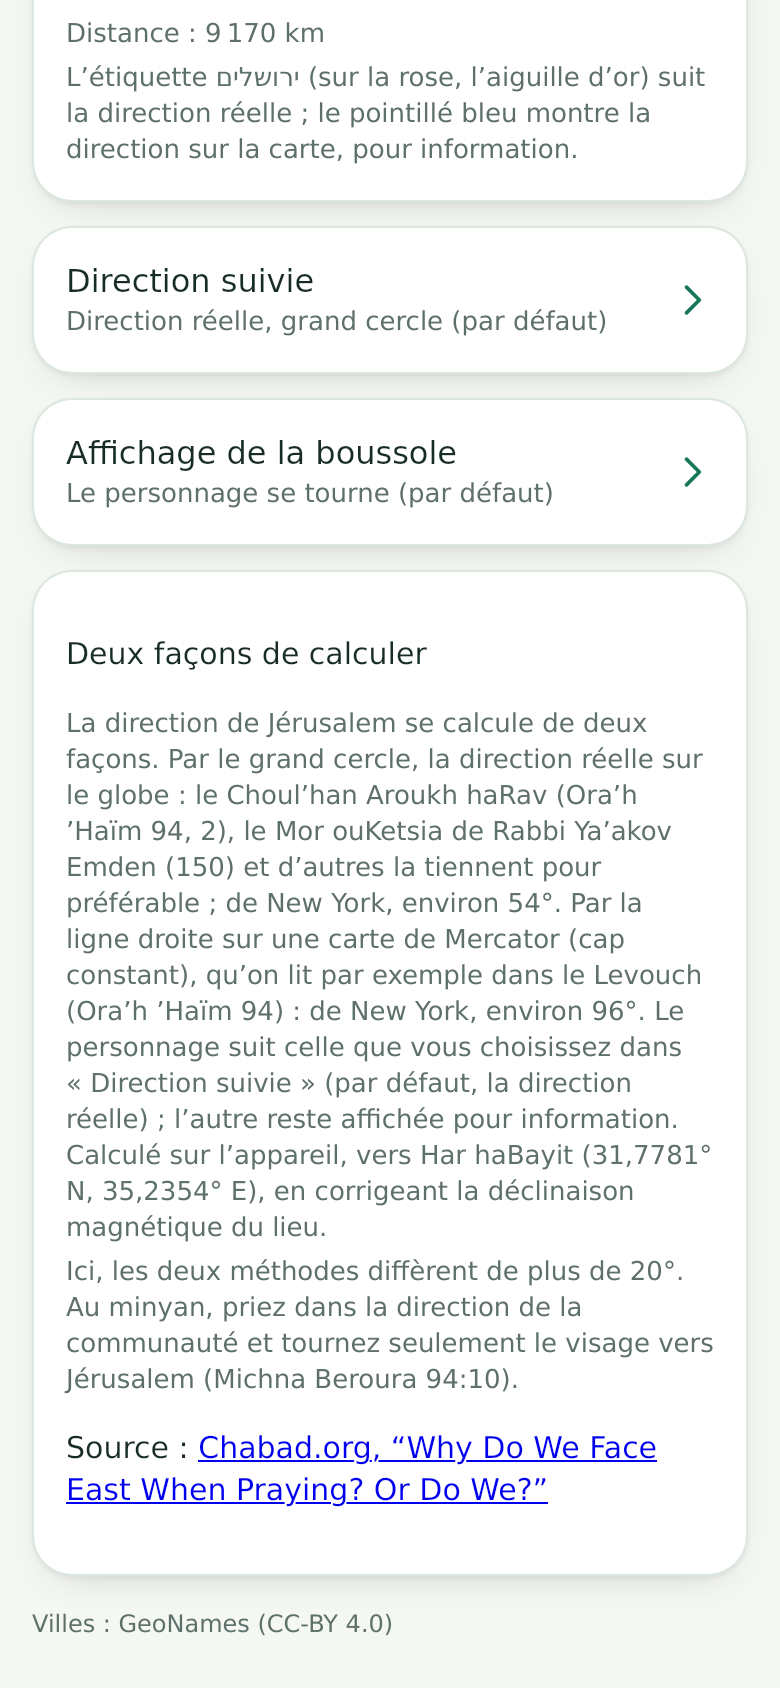 Distance : 9 170 km
L’étiquette ירושלים (sur la rose, l’aiguille d’or) suit
la direction réelle ; le pointillé bleu montre la
direction sur la carte, pour information.
Direction suivie
Direction réelle, grand cercle (par défaut)
Affichage de la boussole
Le personnage se tourne (par défaut)
Deux façons de calculer
La direction de Jérusalem se calcule de deux
façons. Par le grand cercle, la direction réelle sur
le globe : le Choul’han Aroukh haRav (Ora’h
’Haïm 94, 2), le Mor ouKetsia de Rabbi Ya’akov
Emden (150) et d’autres la tiennent pour
préférable ; de New York, environ 54°. Par la
ligne droite sur une carte de Mercator (cap
constant), qu’on lit par exemple dans le Levouch
(Ora’h ’Haïm 94) : de New York, environ 96°. Le
personnage suit celle que vous choisissez dans
« Direction suivie » (par défaut, la direction
réelle) ; l’autre reste affichée pour information.
Calculé sur l’appareil, vers Har haBayit (31,7781°
N, 35,2354° E), en corrigeant la déclinaison
magnétique du lieu.
Ici, les deux méthodes diffèrent de plus de 20°.
Au minyan, priez dans la direction de la
communauté et tournez seulement le visage vers
Jérusalem (Michna Beroura 94:10).
Source : Chabad.org, “Why Do We Face
East When Praying? Or Do We?”
Villes : GeoNames (CC-BY 4.0)